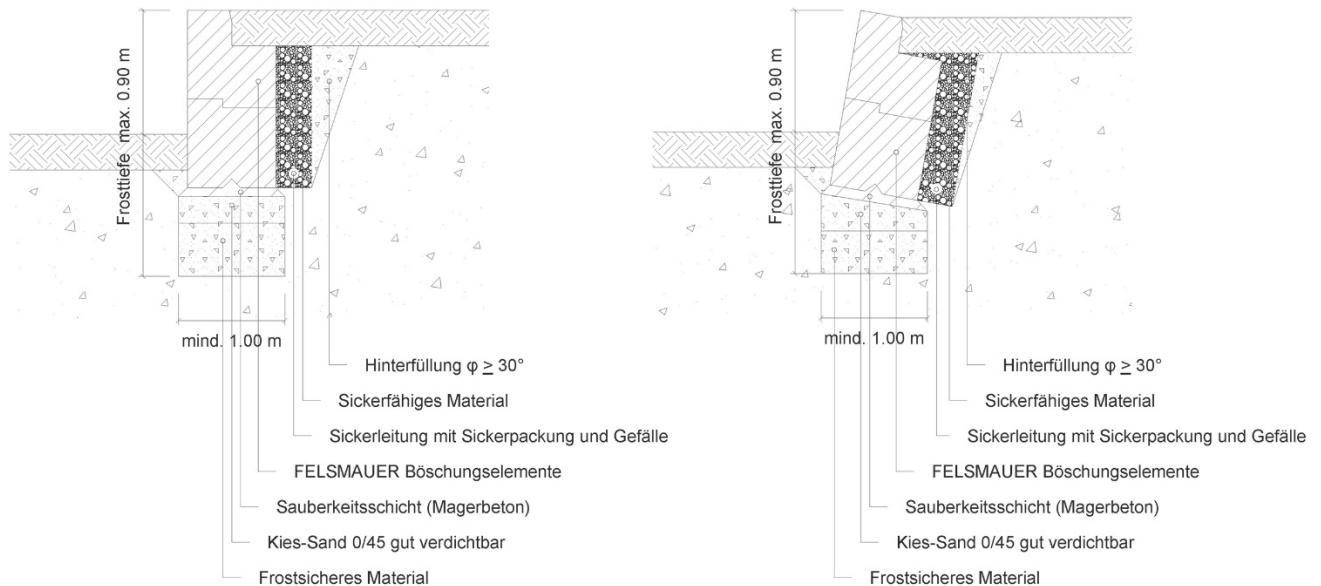 Frosttiefe max. 0.90 m
mind. 1.00 m
Hinterfüllung φ ≥ 30°
Sickerfähiges Material
Sickerleitung mit Sickerpackung und Gefälle
FELSMAUER Böschungselemente
Sauberkeitsschicht (Magerbeton)
Kies-Sand 0/45 gut verdichtbar
Frostsicheres Material
Frosttiefe max. 0.90 m
mind. 1.00 m
Hinterfüllung φ ≥ 30°
Sickerfähiges Material
Sickerleitung mit Sickerpackung und Gefälle
FELSMAUER Böschungselemente
Sauberkeitsschicht (Magerbeton)
Kies-Sand 0/45 gut verdichtbar
Frostsicheres Material